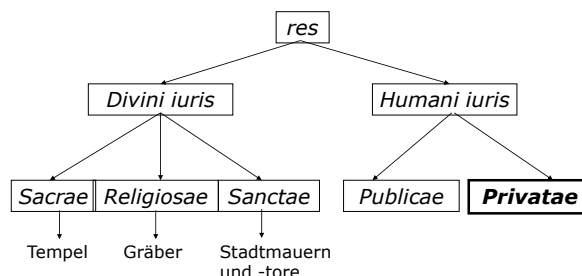 res
Divini iuris
Humani iuris
Sacrae
Religiosae
Sanctae
Publicae
Privatae
Tempel
Gräber
Stadtmauern
und -tore